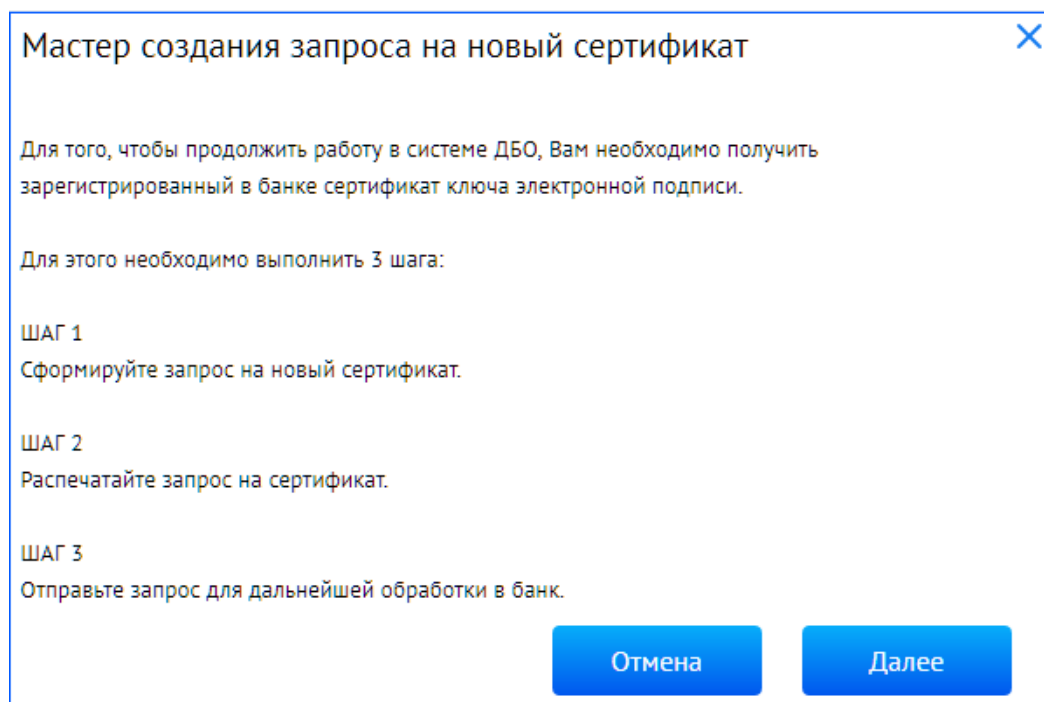 Мастер создания запроса на новый сертификат
Для того, чтобы продолжить работу в системе ДБО, Вам необходимо получить
зарегистрированный в банке сертификат ключа электронной подписи.
Для этого необходимо выполнить 3 шага:
ШАГ 1
Сформируйте запрос на новый сертификат.
ШАГ 2
Распечатайте запрос на сертификат.
ШАГ 3
Отправьте запрос для дальнейшей обработки в банк.
Отмена
Далее